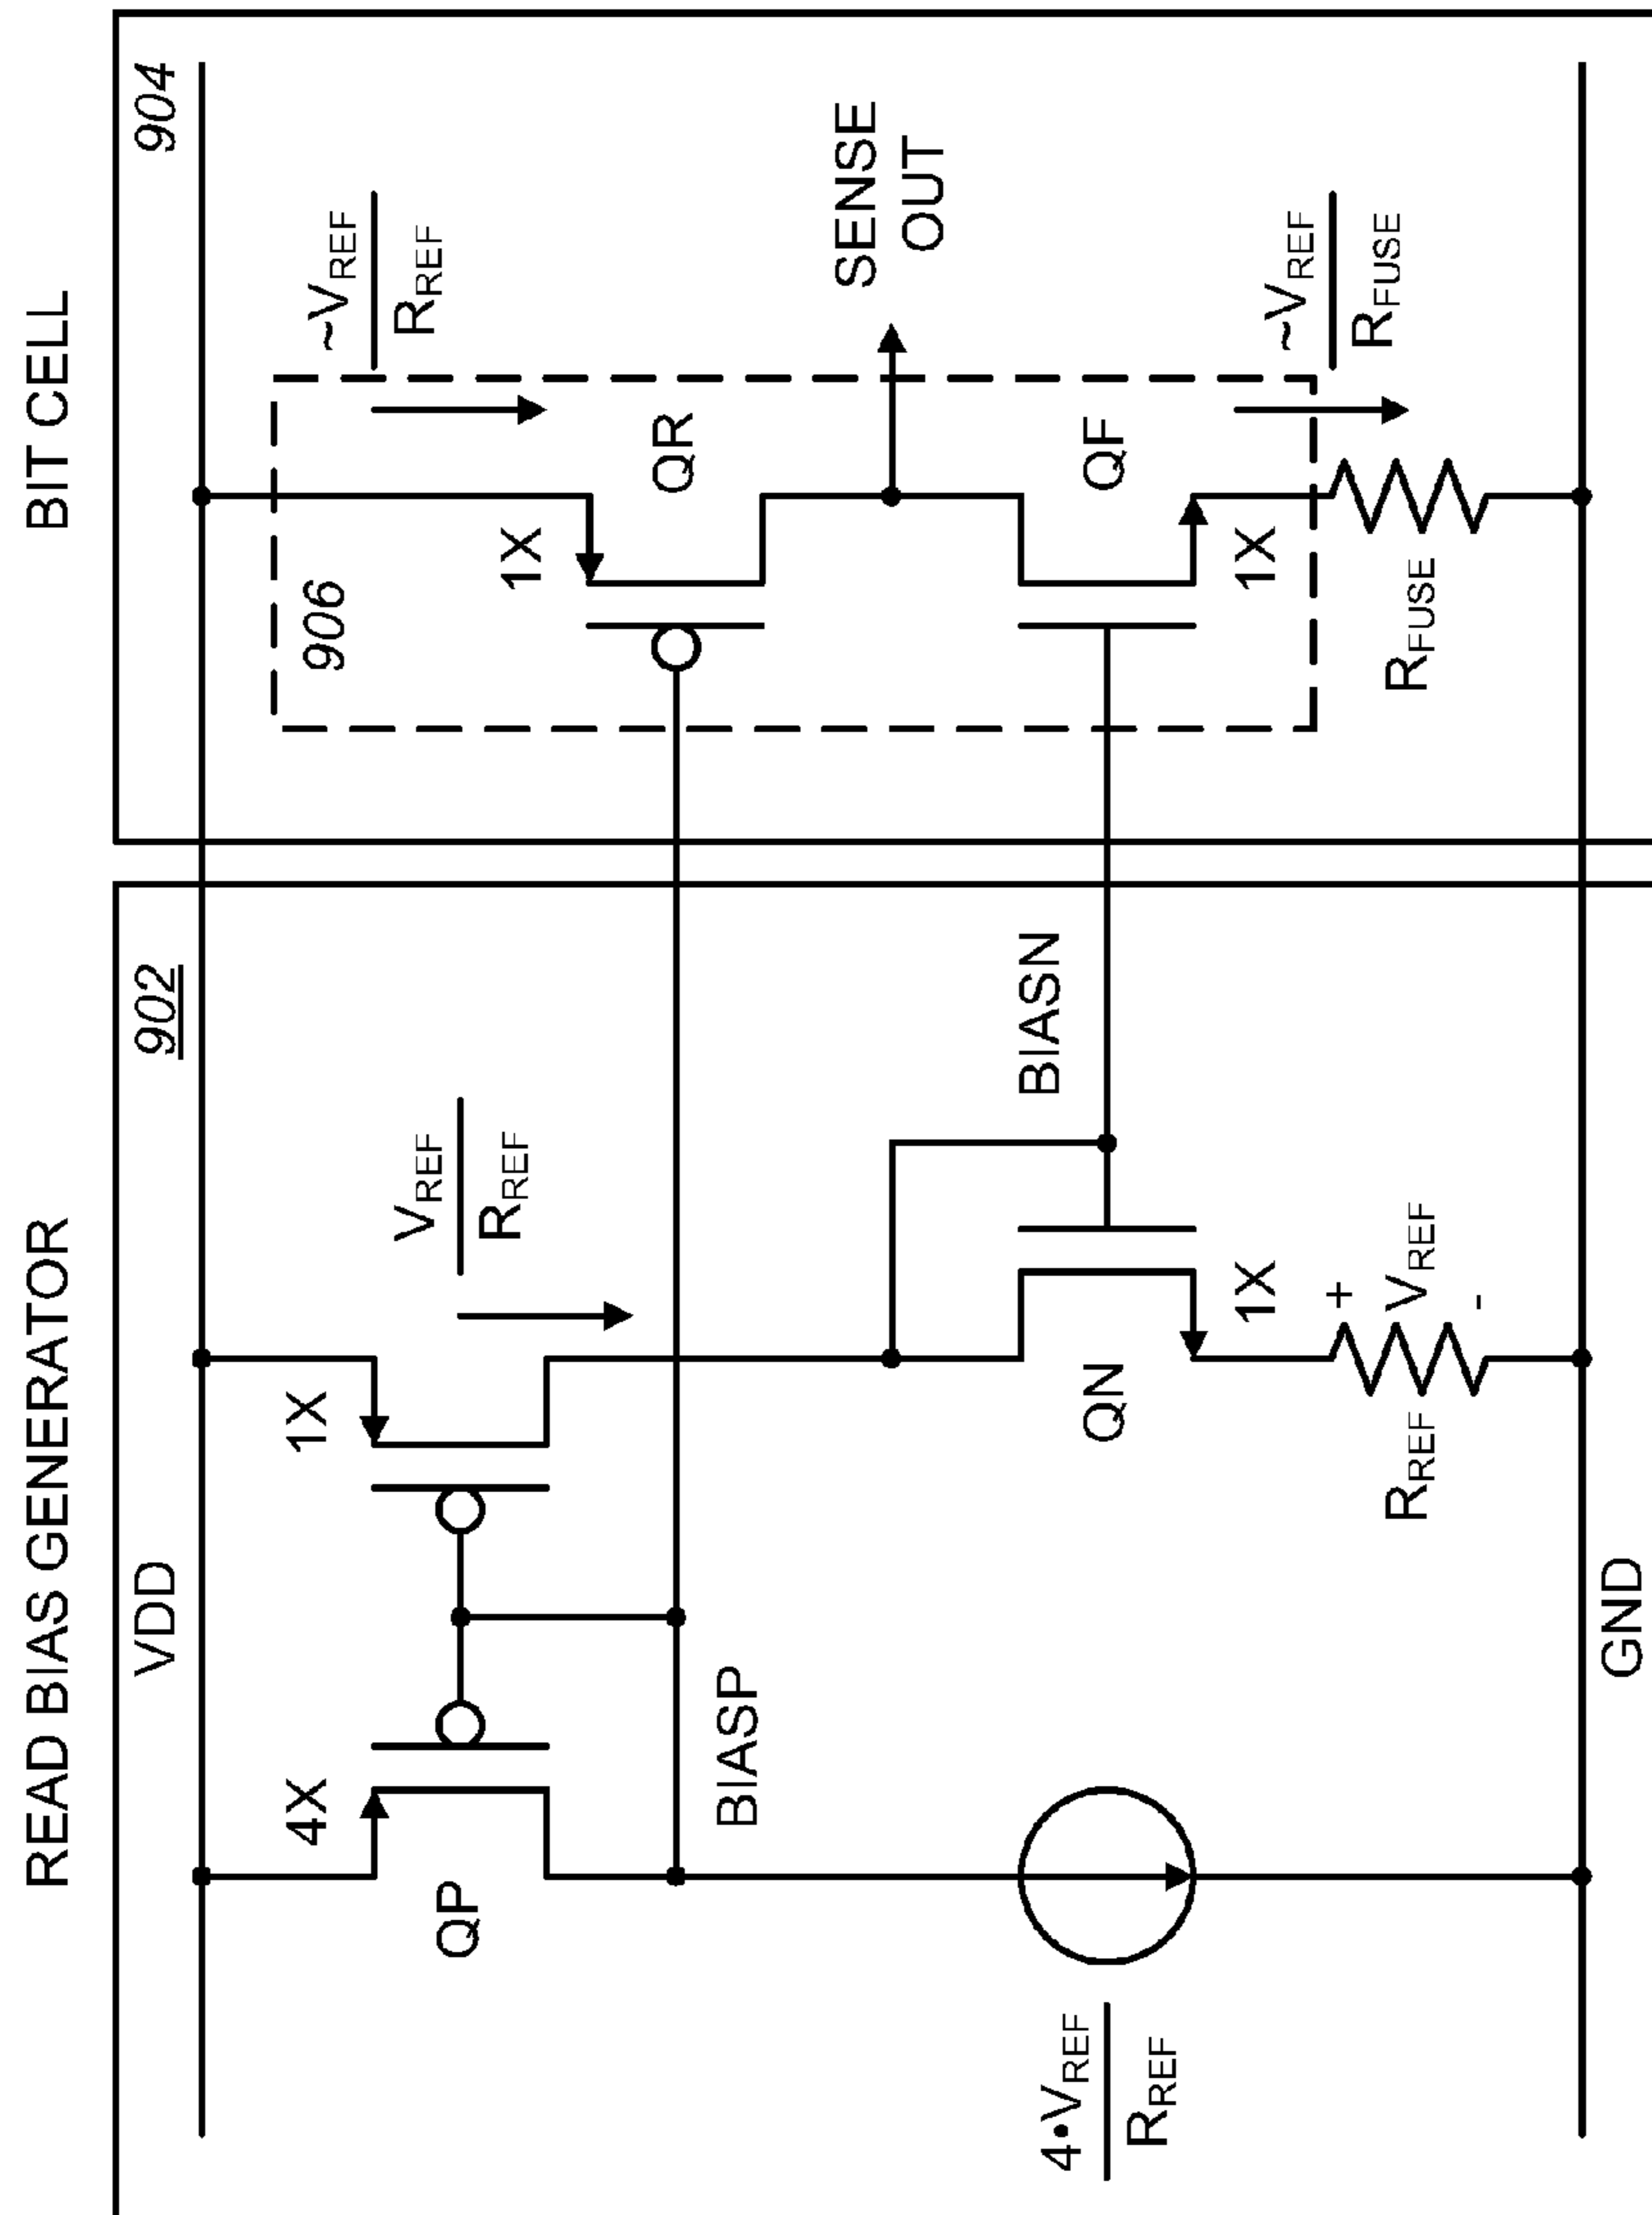 READ BIAS GENERATOR
BIT CELL
VDD
902
904
4X
1X
V_REF
R_REF
~V_REF
R_REF
906
QP
1X
QR
BIASP
SENSE
OUT
4•V_REF
R_REF
BIASN
QN
1X
QF
1X
~V_REF
R_FUSE
R_REF
+
V_REF
-
R_FUSE
GND